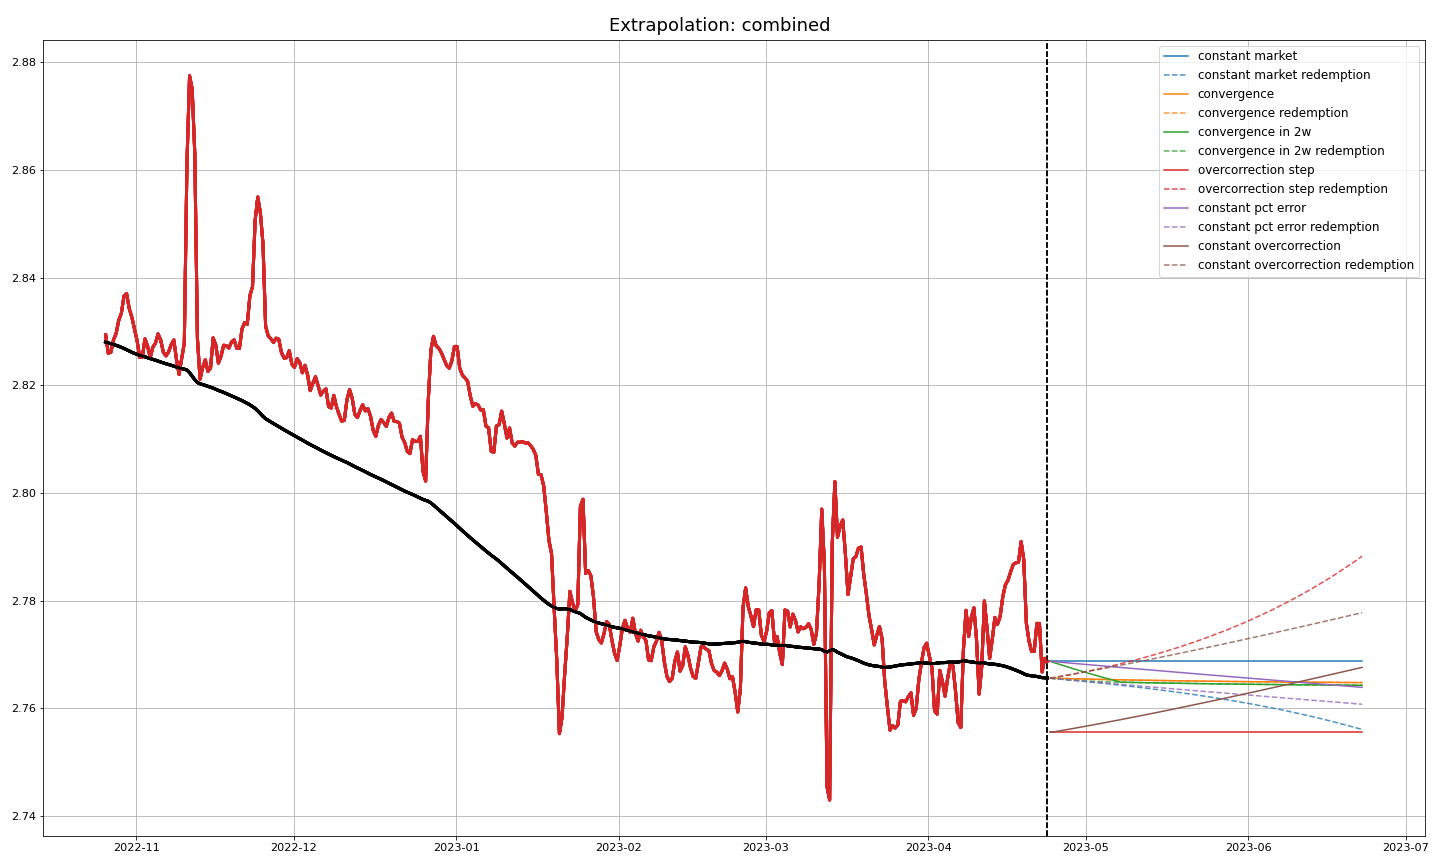 Extrapolation: combined
constant market
constant market redemption
convergence
convergence redemption
convergence in 2w
convergence in 2w redemption
overcorrection step
overcorrection step redemption
constant pct error
constant pct error redemption
constant overcorrection
constant overcorrection redemption
2.88
2.86
2.84
2.82
2.80
2.78
2.76
2.74
2022-11 2022-12 2023-01 2023-02 2023-03 2023-04 2023-05 2023-06 2023-07